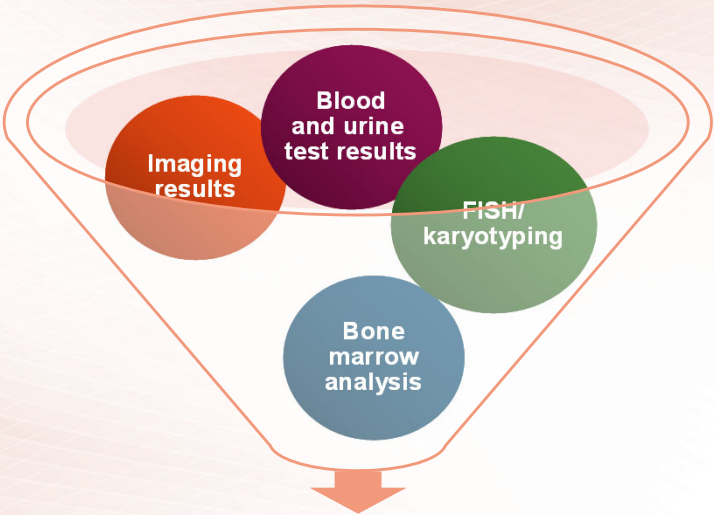 Blood
and urine
test results
Imaging
results
FISH/
karyotyping
Bone
marrow
analysis